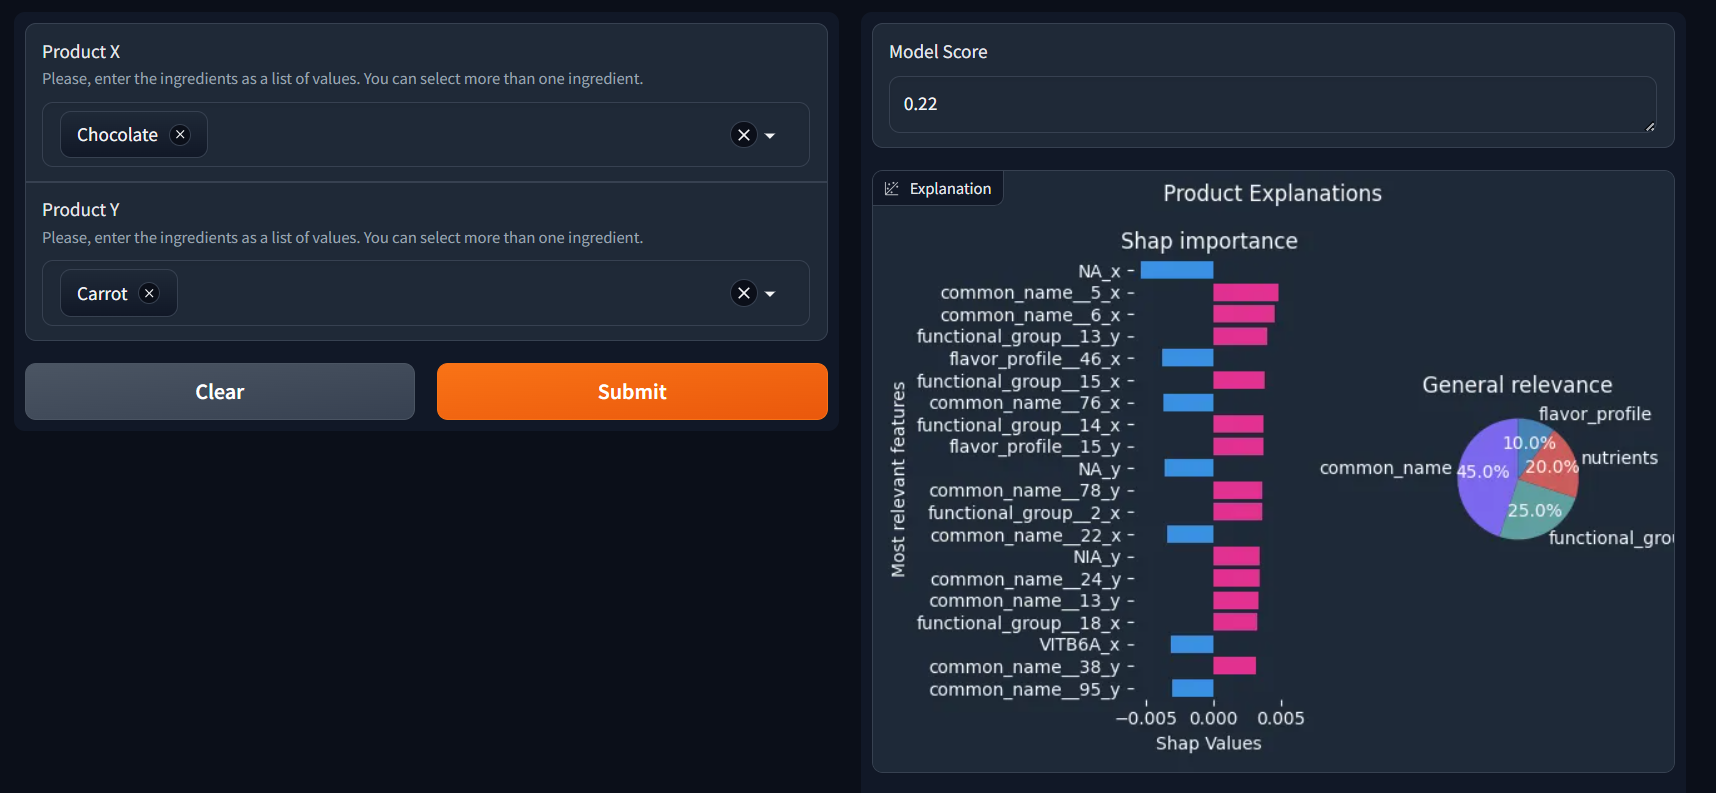 Product X
Please, enter the ingredients as a list of values. You can select more than one ingredient.
Chocolate
Product Y
Please, enter the ingredients as a list of values. You can select more than one ingredient.
Carrot
Clear
Submit
Model Score
0.22
Explanation
Product Explanations
Shap importance
Most relevant features
NA_x
common_name__5_x
common_name__6_x
functional_group__13_y
flavor_profile__46_x
functional_group__15_x
common_name__76_x
functional_group__14_x
flavor_profile__15_y
NA_y
common_name__78_y
functional_group__2_x
common_name__22_x
NIA_y
common_name__24_y
common_name__13_y
functional_group__18_x
VITB6A_x
common_name__38_y
common_name__95_y
−0.005 0.000 0.005
Shap Values
General relevance
flavor_profile
10.0%
nutrients
20.0%
common_name
45.0%
25.0%
functional_grou